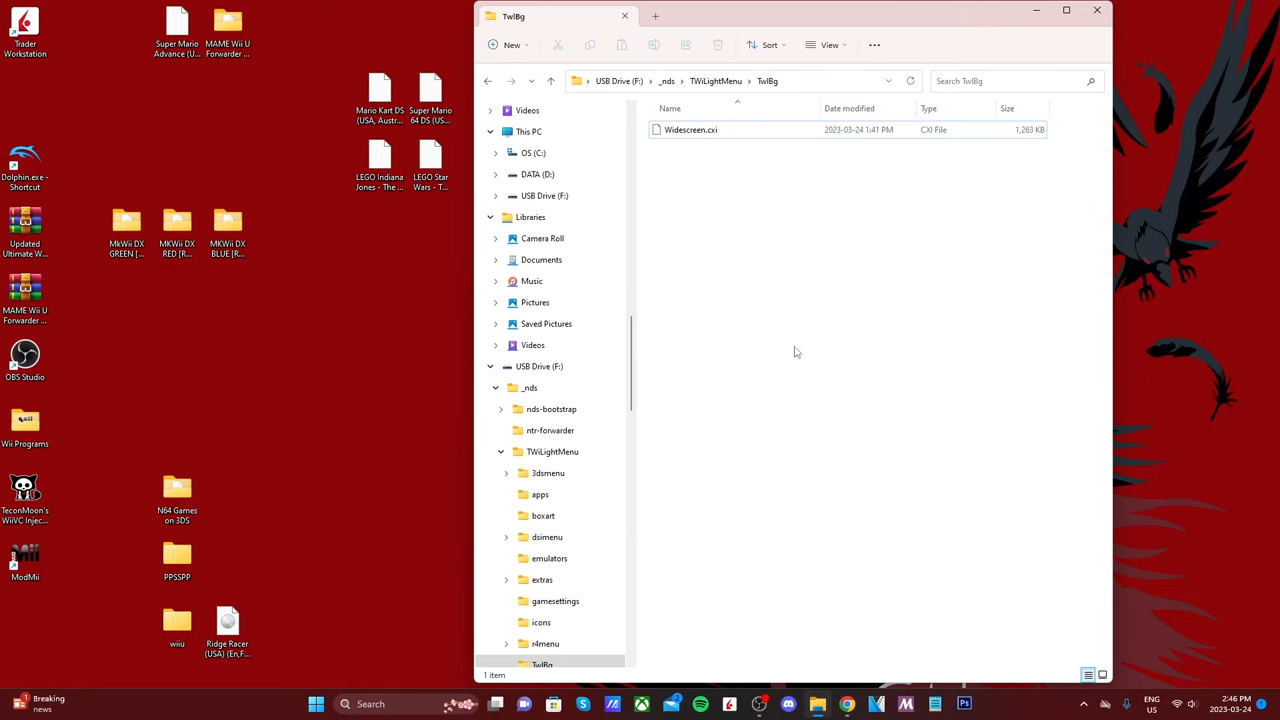 Trader
Workstation
Super Mario
Advance (U...
MAME Wii U
Forwarder ...
Mario Kart DS
(USA, Austr...
Super Mario
64 DS (US...
LEGO Indiana
Jones - The ...
LEGO Star
Wars - T...
Dolphin.exe -
Shortcut
Updated
Ultimate W...
MkWii DX
GREEN [...
MKWii DX
RED [R...
MKWii DX
BLUE [R...
MAME Wii U
Forwarder ...
OBS Studio
Wii Programs
TeconMoon's
WiiVC Injec...
N64 Games
on 3DS
ModMii
PPSSPP
wiiu
Ridge Racer
(USA) (En,F...
TwlBg
New
Sort
View
USB Drive (F:) > _nds > TWiLightMenu > TwlBg
Search TwlBg
Name Date modified Type Size
Widescreen.cxi 2023-03-24 1:41 PM CXI File 1,263 KB
Videos
This PC
OS (C:)
DATA (D:)
USB Drive (F:)
Libraries
Camera Roll
Documents
Music
Pictures
Saved Pictures
Videos
USB Drive (F:)
_nds
nds-bootstrap
ntr-forwarder
TWiLightMenu
3dsmenu
apps
boxart
dsimenu
emulators
extras
gamesettings
icons
r4menu
TwlBg
1 item
1
Breaking
news
Search
2
ENG
US
2:46 PM
2023-03-24
1